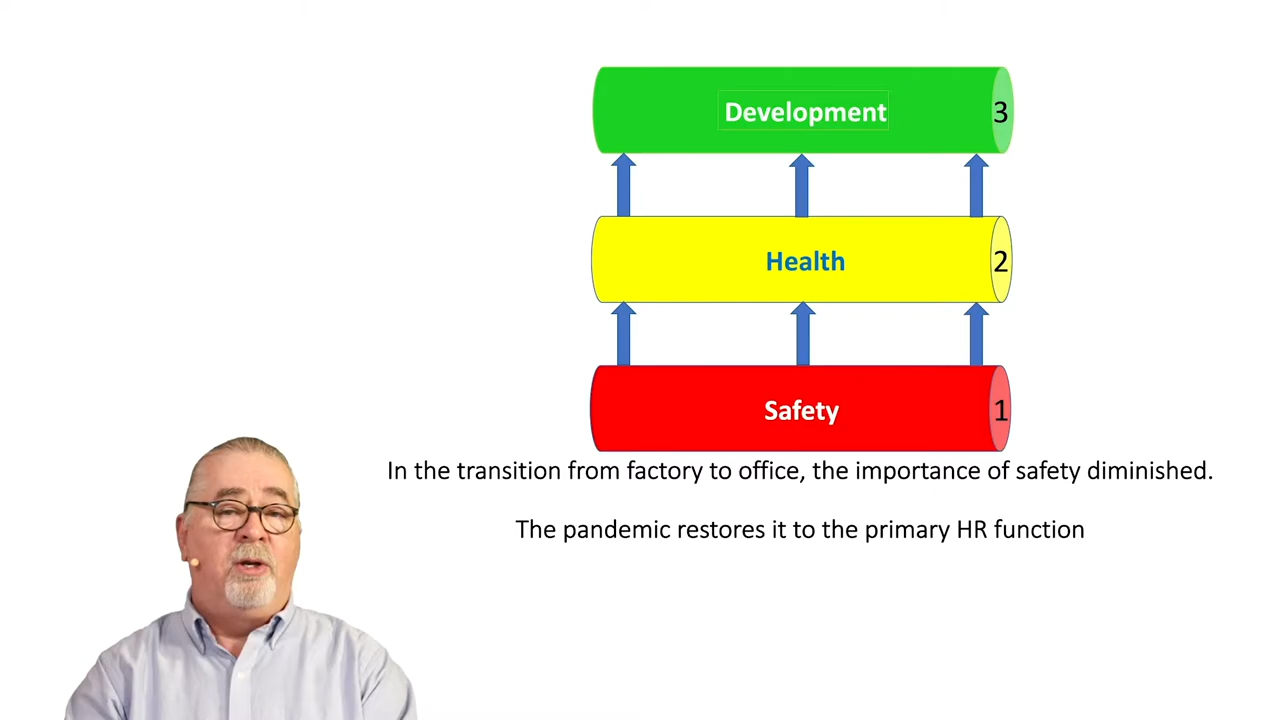 Development
3
Health
2
Safety
1
In the transition from factory to office, the importance of safety diminished.
The pandemic restores it to the primary HR function